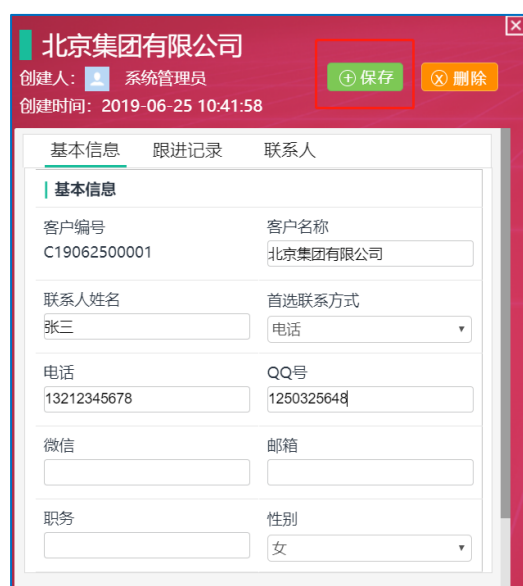 北京集团有限公司
创建人： 系统管理员
保存 删除
创建时间：2019-06-25 10:41:58
基本信息 跟进记录 联系人
基本信息
客户编号 客户名称
C19062500001 北京集团有限公司
联系人姓名 首选联系方式
张三 电话
电话 QQ号
13212345678 1250325648
微信 邮箱
职务 性别
女